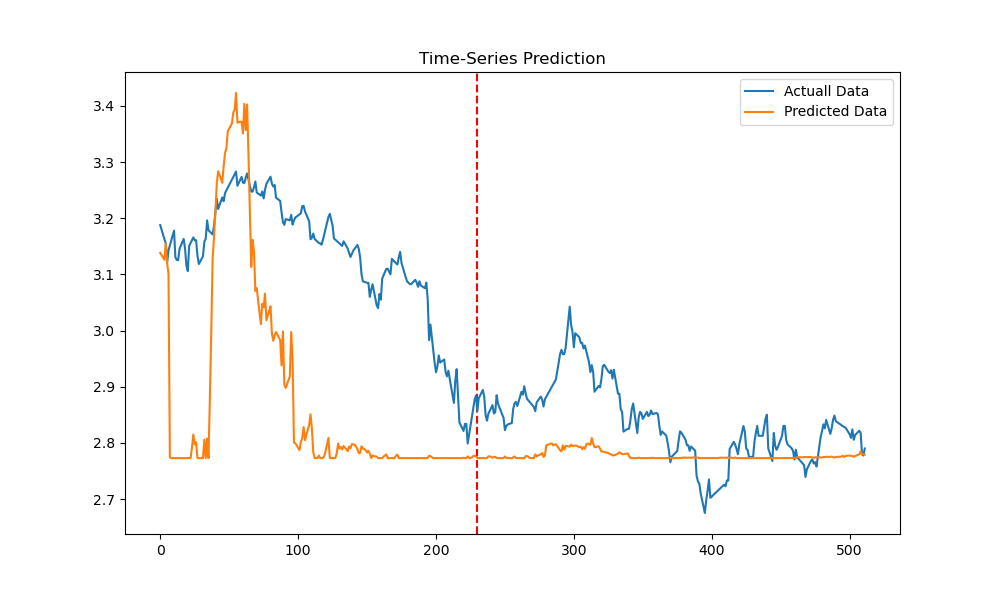 Time-Series Prediction
Actuall Data
Predicted Data
3.4
3.3
3.2
3.1
3.0
2.9
2.8
2.7
0 100 200 300 400 500